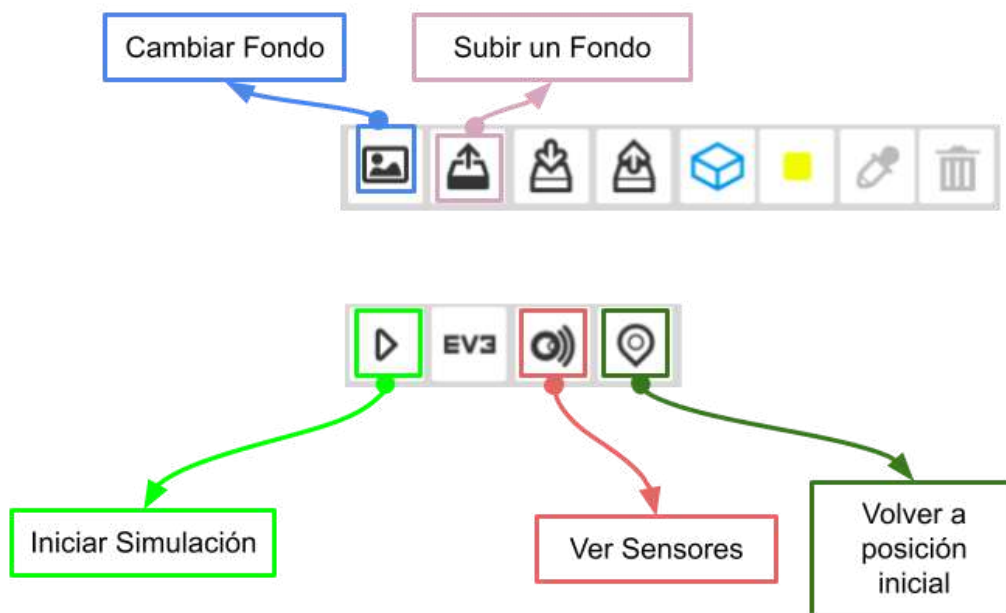 Cambiar Fondo
Subir un Fondo
EV3
Iniciar Simulación
Ver Sensores
Volver a
posición
inicial